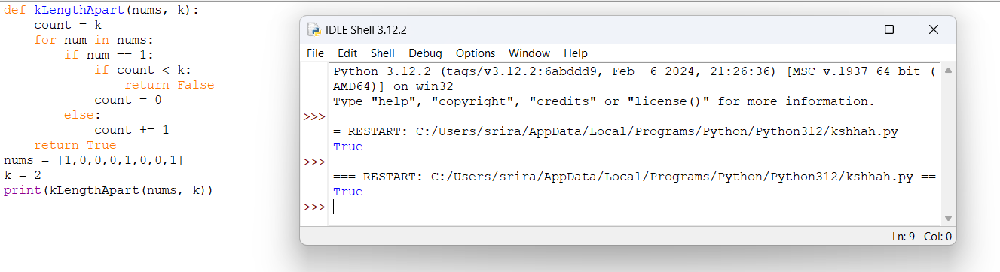 def kLengthApart(nums, k):
    count = k
    for num in nums:
        if num == 1:
            if count < k:
                return False
            count = 0
        else:
            count += 1
    return True
nums = [1,0,0,0,1,0,0,1]
k = 2
print(kLengthApart(nums, k))
IDLE Shell 3.12.2
File Edit Shell Debug Options Window Help
Python 3.12.2 (tags/v3.12.2:6abddd9, Feb  6 2024, 21:26:36) [MSC v.1937 64 bit (
AMD64)] on win32
Type "help", "copyright", "credits" or "license()" for more information.
>>>
= RESTART: C:/Users/srira/AppData/Local/Programs/Python/Python312/kshhah.py
True
>>>
=== RESTART: C:/Users/srira/AppData/Local/Programs/Python/Python312/kshhah.py ==
True
>>>
Ln: 9 Col: 0